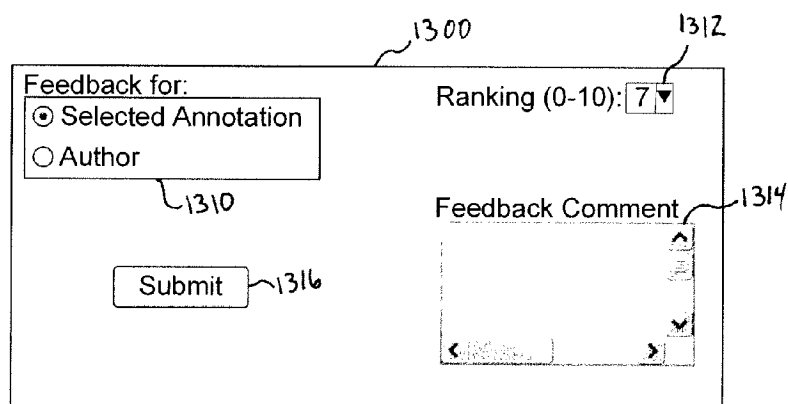 1300
1312
Feedback for:
Selected Annotation
Author
1310
Ranking (0-10): 7
Feedback Comment
1314
Submit
1316